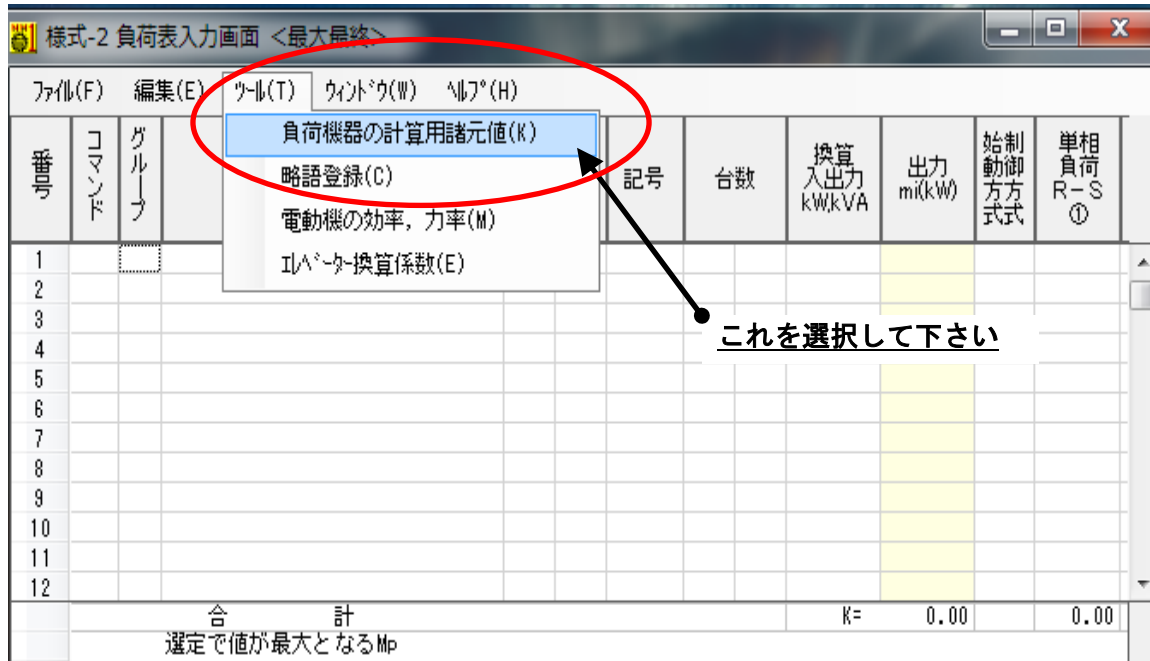 様式-2 負荷表入力画面 <最大最終>
ﾌｧｲﾙ(F) 編集(E) ﾂｰﾙ(T) ｳｨﾝﾄﾞｳ(W) ﾍﾙﾌﾟ(H)
負荷機器の計算用諸元値(K)
略語登録(C)
電動機の効率，力率(M)
ｴﾚﾍﾞｰﾀｰ換算係数(E)
番号
コマンド
グループ
記号
台数
換算
入出力
kW,kVA
出力
mi(kW)
始動方式
制御方式
単相
負荷
R－S
①
これを選択して下さい
1
2
3
4
5
6
7
8
9
10
11
12
合 計 K= 0.00 0.00
選定で値が最大となるMp